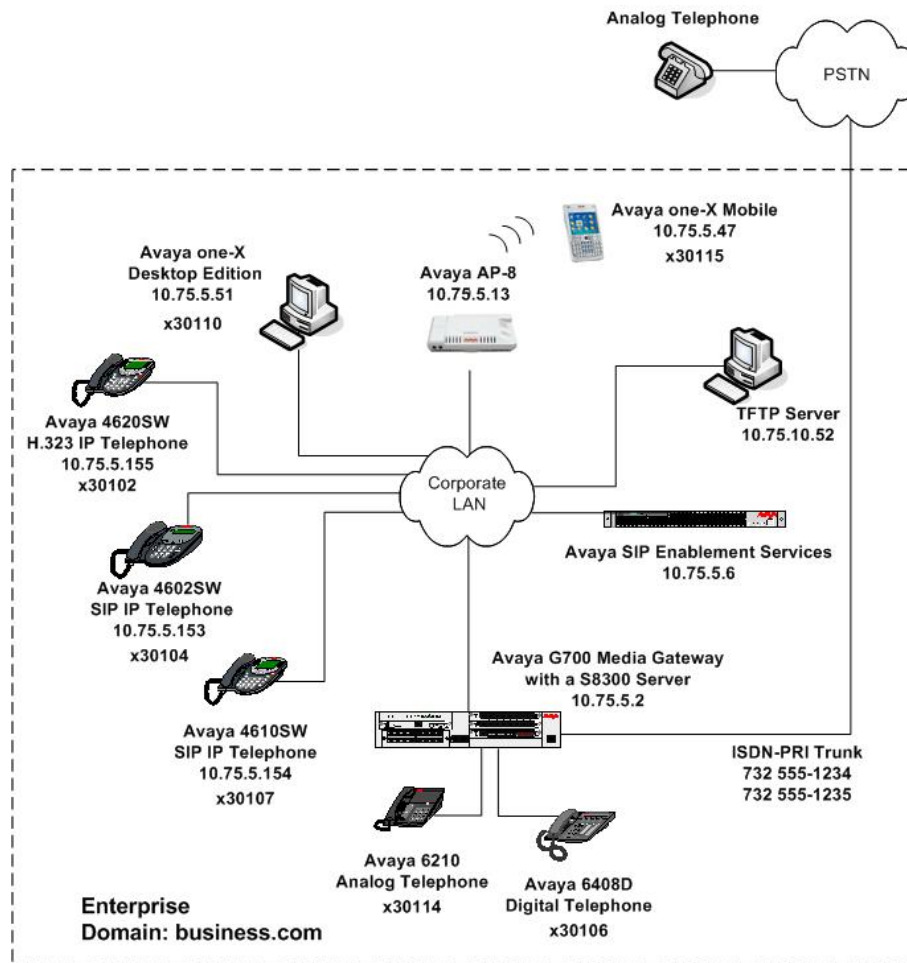 Analog Telephone
PSTN
Avaya one-X Mobile
10.75.5.47
x30115
Avaya one-X
Desktop Edition
10.75.5.51
x30110
Avaya AP-8
10.75.5.13
Avaya 4620SW
H.323 IP Telephone
10.75.5.155
x30102
TFTP Server
10.75.10.52
Corporate
LAN
Avaya SIP Enablement Services
10.75.5.6
Avaya 4602SW
SIP IP Telephone
10.75.5.153
x30104
Avaya G700 Media Gateway
with a S8300 Server
10.75.5.2
Avaya 4610SW
SIP IP Telephone
10.75.5.154
x30107
ISDN-PRI Trunk
732 555-1234
732 555-1235
Avaya 6210
Analog Telephone
x30114
Avaya 6408D
Digital Telephone
x30106
Enterprise
Domain: business.com